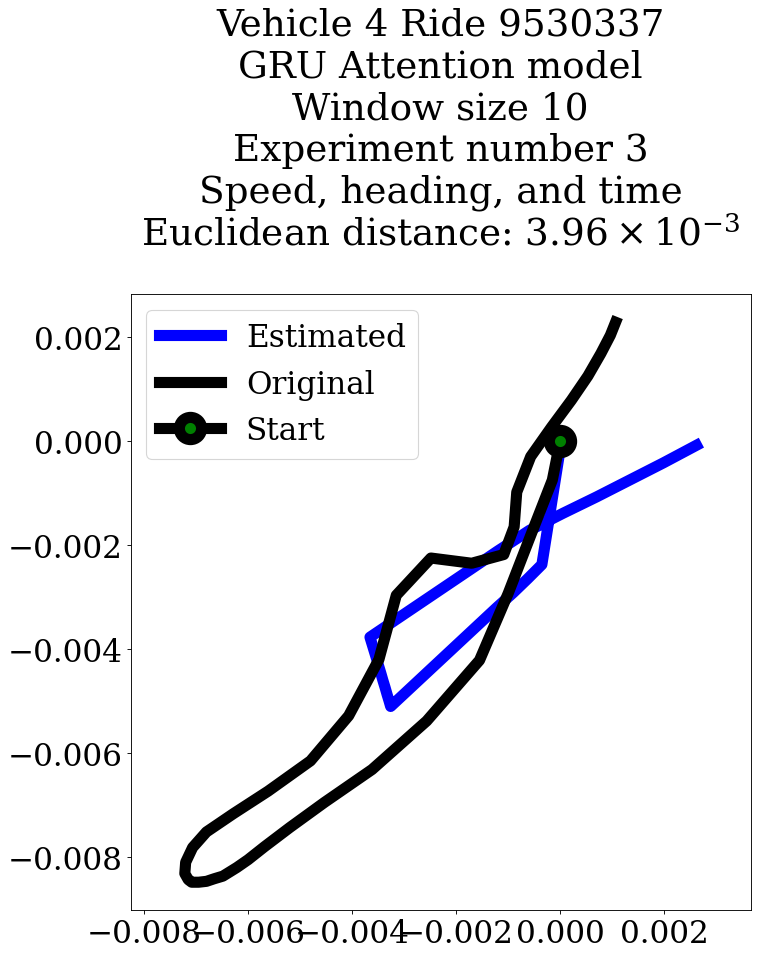 Vehicle 4 Ride 9530337
GRU Attention model
Window size 10
Experiment number 3
Speed, heading, and time
Euclidean distance: 3.96 × 10⁻³
Estimated
Original
Start
0.002
0.000
−0.002
−0.004
−0.006
−0.008
−0.008 −0.006 −0.004 −0.002 0.000 0.002